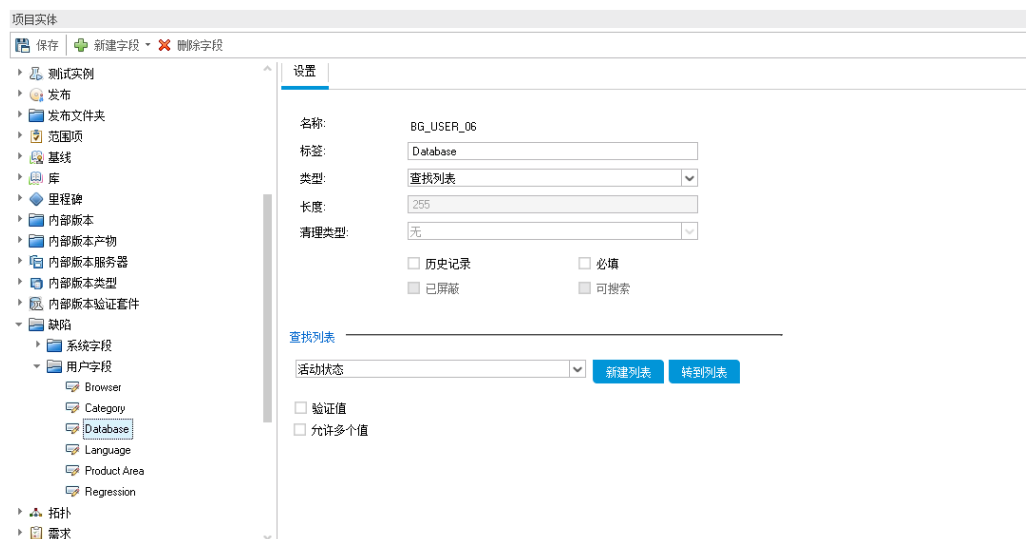 项目实体
保存 新建字段 删除字段
测试实例
发布
发布文件夹
范围项
基线
库
里程碑
内部版本
内部版本产物
内部版本服务器
内部版本类型
内部版本验证套件
缺陷
系统字段
用户字段
Browser
Category
Database
Language
Product Area
Regression
拓扑
需求
设置
名称: BG_USER_06
标签: Database
类型: 查找列表
长度: 255
清理类型: 无
历史记录 必填
已屏蔽 可搜索
查找列表
活动状态 新建列表 转到列表
验证值
允许多个值